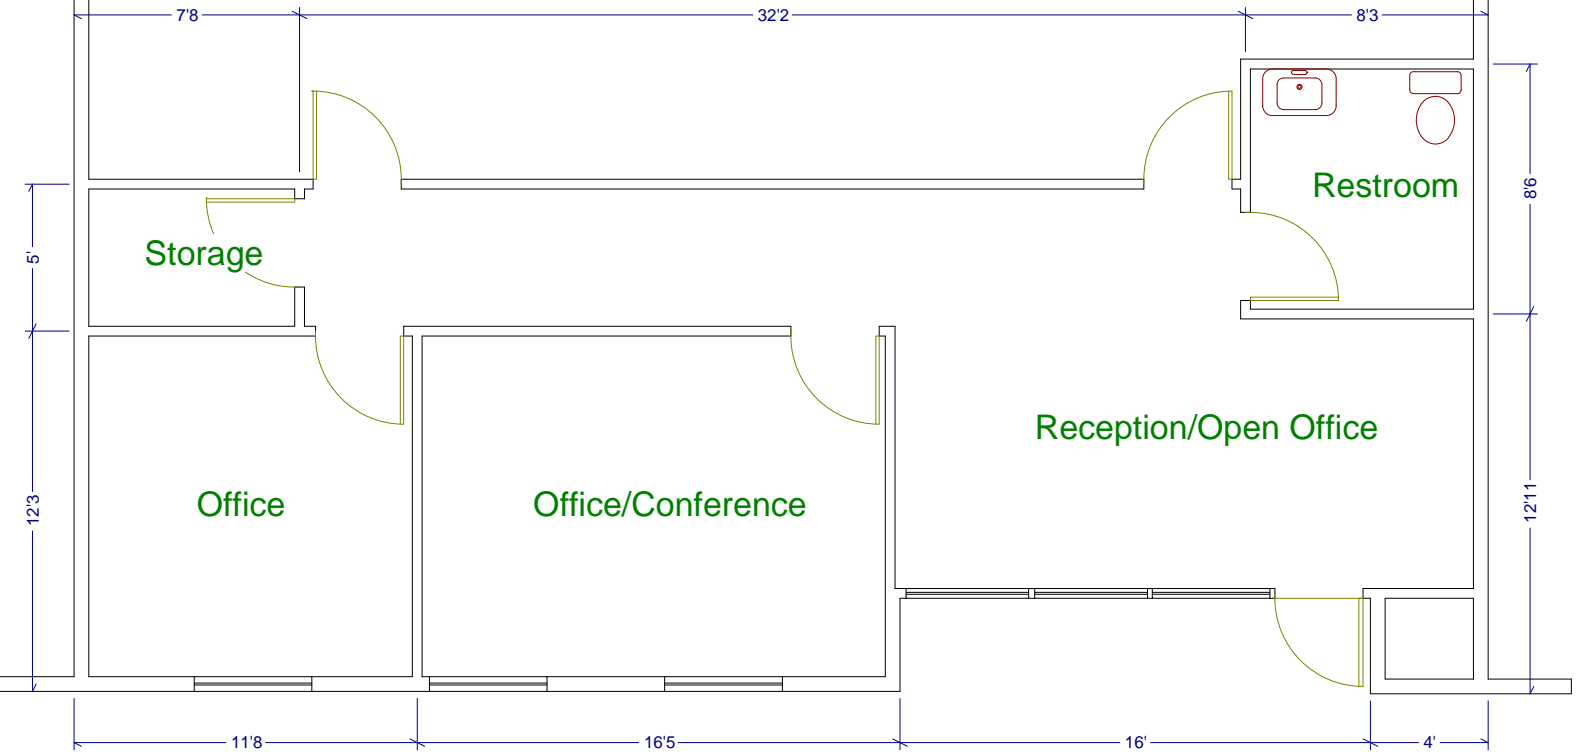 7'8
32'2
8'3
Restroom
8'6
Storage
5'
Reception/Open Office
Office
Office/Conference
12'3
12'11
11'8
16'5
16'
4'